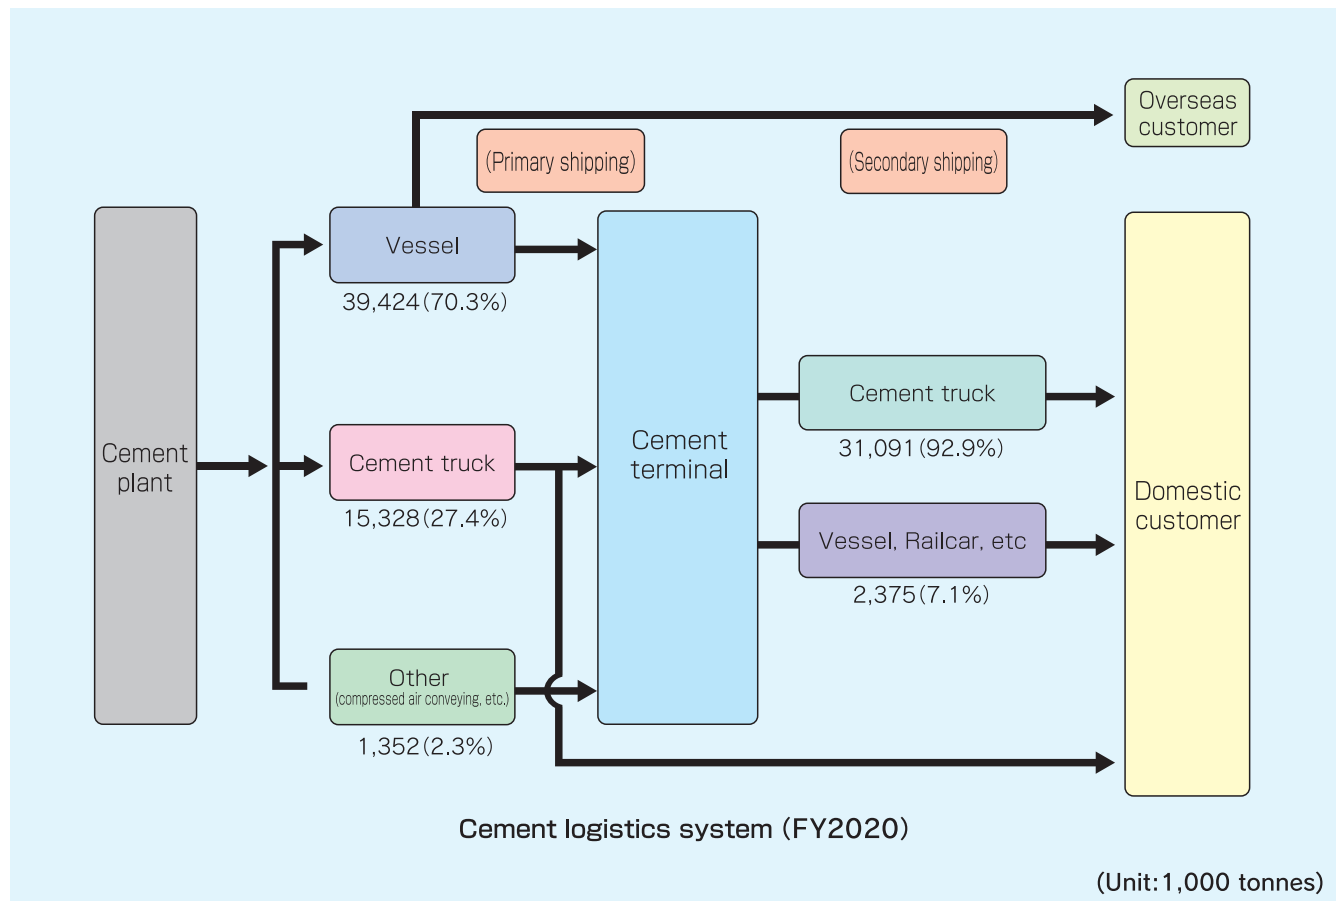 Overseas
customer
(Primary shipping)
(Secondary shipping)
Vessel
39,424(70.3%)
Cement truck
31,091(92.9%)
Cement
plant
Cement truck
15,328(27.4%)
Cement
terminal
Domestic
customer
Vessel, Railcar, etc
2,375(7.1%)
Other
(compressed air conveying, etc.)
1,352(2.3%)
Cement logistics system (FY2020)
(Unit:1,000 tonnes)